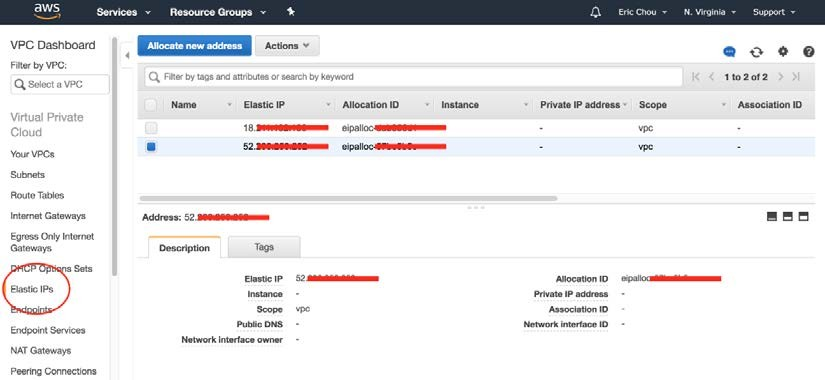 aws
Services
Resource Groups
Eric Chou
N. Virginia
Support
VPC Dashboard
Filter by VPC:
Select a VPC
Virtual Private
Cloud
Your VPCs
Subnets
Route Tables
Internet Gateways
Egress Only Internet
Gateways
DHCP Options Sets
Elastic IPs
Endpoints
Endpoint Services
NAT Gateways
Peering Connections
Allocate new address
Actions
Filter by tags and attributes or search by keyword
1 to 2 of 2
Name Elastic IP Allocation ID Instance Private IP address Scope Association ID
18. eipalloc- - vpc -
52. eipalloc- - - vpc -
Address: 52.
Description
Tags
Elastic IP 52. Allocation ID eipalloc-
Instance - Private IP address -
Scope vpc Association ID -
Public DNS - Network interface ID -
Network interface owner -